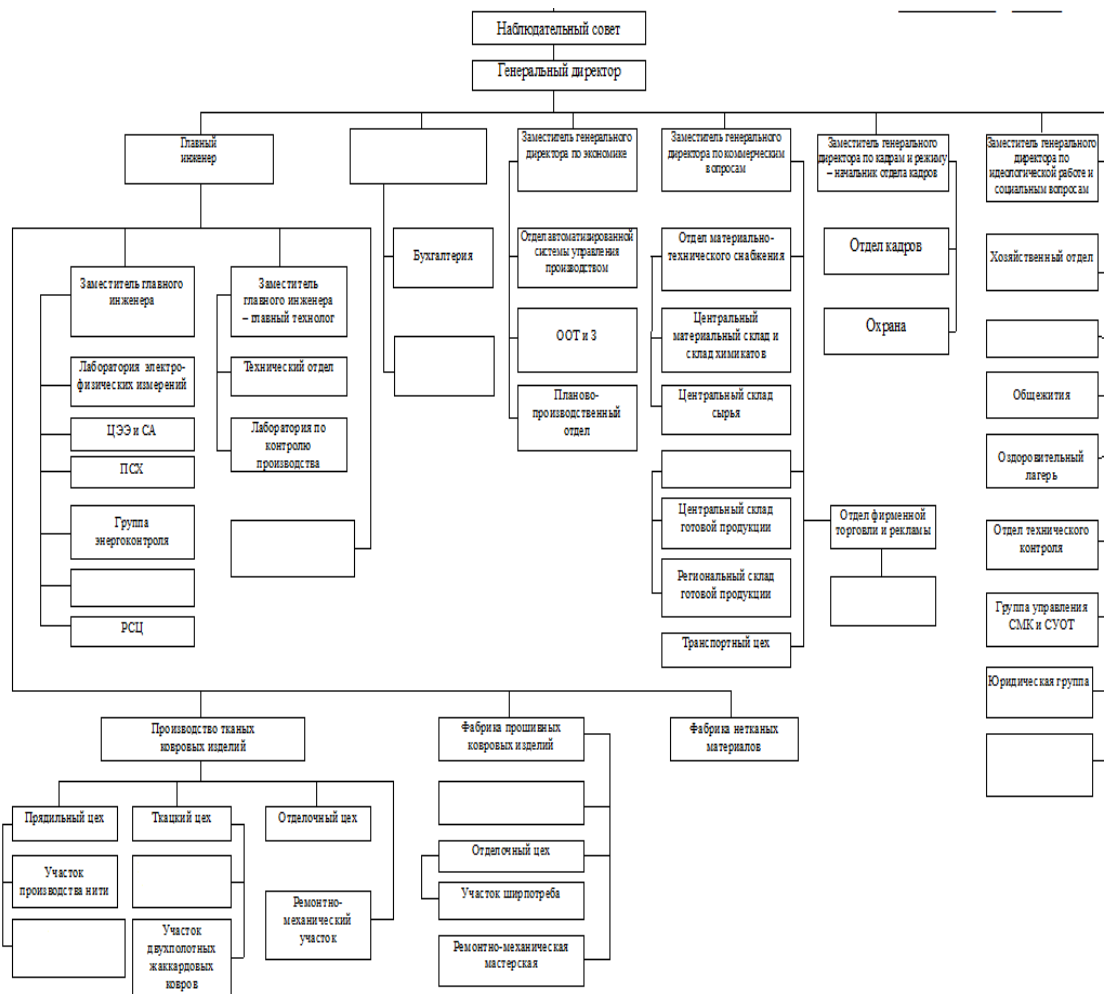 Наблюдательный совет
Генеральный директор
Главный
инженер
Заместитель генерального
директора по экономике
Заместитель генерального
директора по коммерческим
вопросам
Заместитель генерального
директора по кадрам и режиму
– начальник отдела кадров
Заместитель генерального
директора по
идеологической работе и
социальным вопросам
Бухгалтерия
Отдел автоматизированной
системы управления
производством
Отдел материально-
технического снабжения
Отдел кадров
Хозяйственный отдел
Заместитель главного
инженера
Заместитель
главного инженера
– главный технолог
ООТ и З
Центральный
материальный склад и
склад химикатов
Охрана
Лаборатория электро-
физических измерений
Технический отдел
Планово-
производственный
отдел
Центральный склад
сырья
Общежития
ЦЭЭ и СА
Лаборатория по
контролю
производства
ПСХ
Оздоровительный
лагерь
Группа
энергоконтроля
Центральный склад
готовой продукции
Отдел фирменной
торговли и рекламы
Отдел технического
контроля
Региональный склад
готовой продукции
РСЦ
Группа управления
СМК и СУОТ
Транспортный цех
Юридическая группа
Производство тканых
ковровых изделий
Фабрика прошивных
ковровых изделий
Фабрика нетканых
материалов
Прядильный цех
Ткацкий цех
Отделочный цех
Отделочный цех
Участок
производства нити
Участок ширпотреба
Ремонтно-
механический
участок
Участок
двухполотных
жаккардовых
ковров
Ремонтно-механическая
мастерская